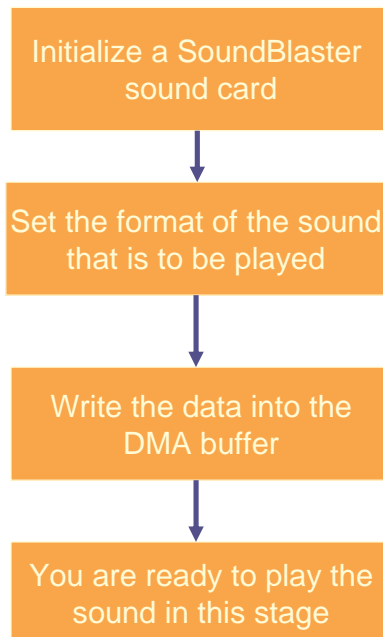 Initialize a SoundBlaster
sound card
Set the format of the sound
that is to be played
Write the data into the
DMA buffer
You are ready to play the
sound in this stage